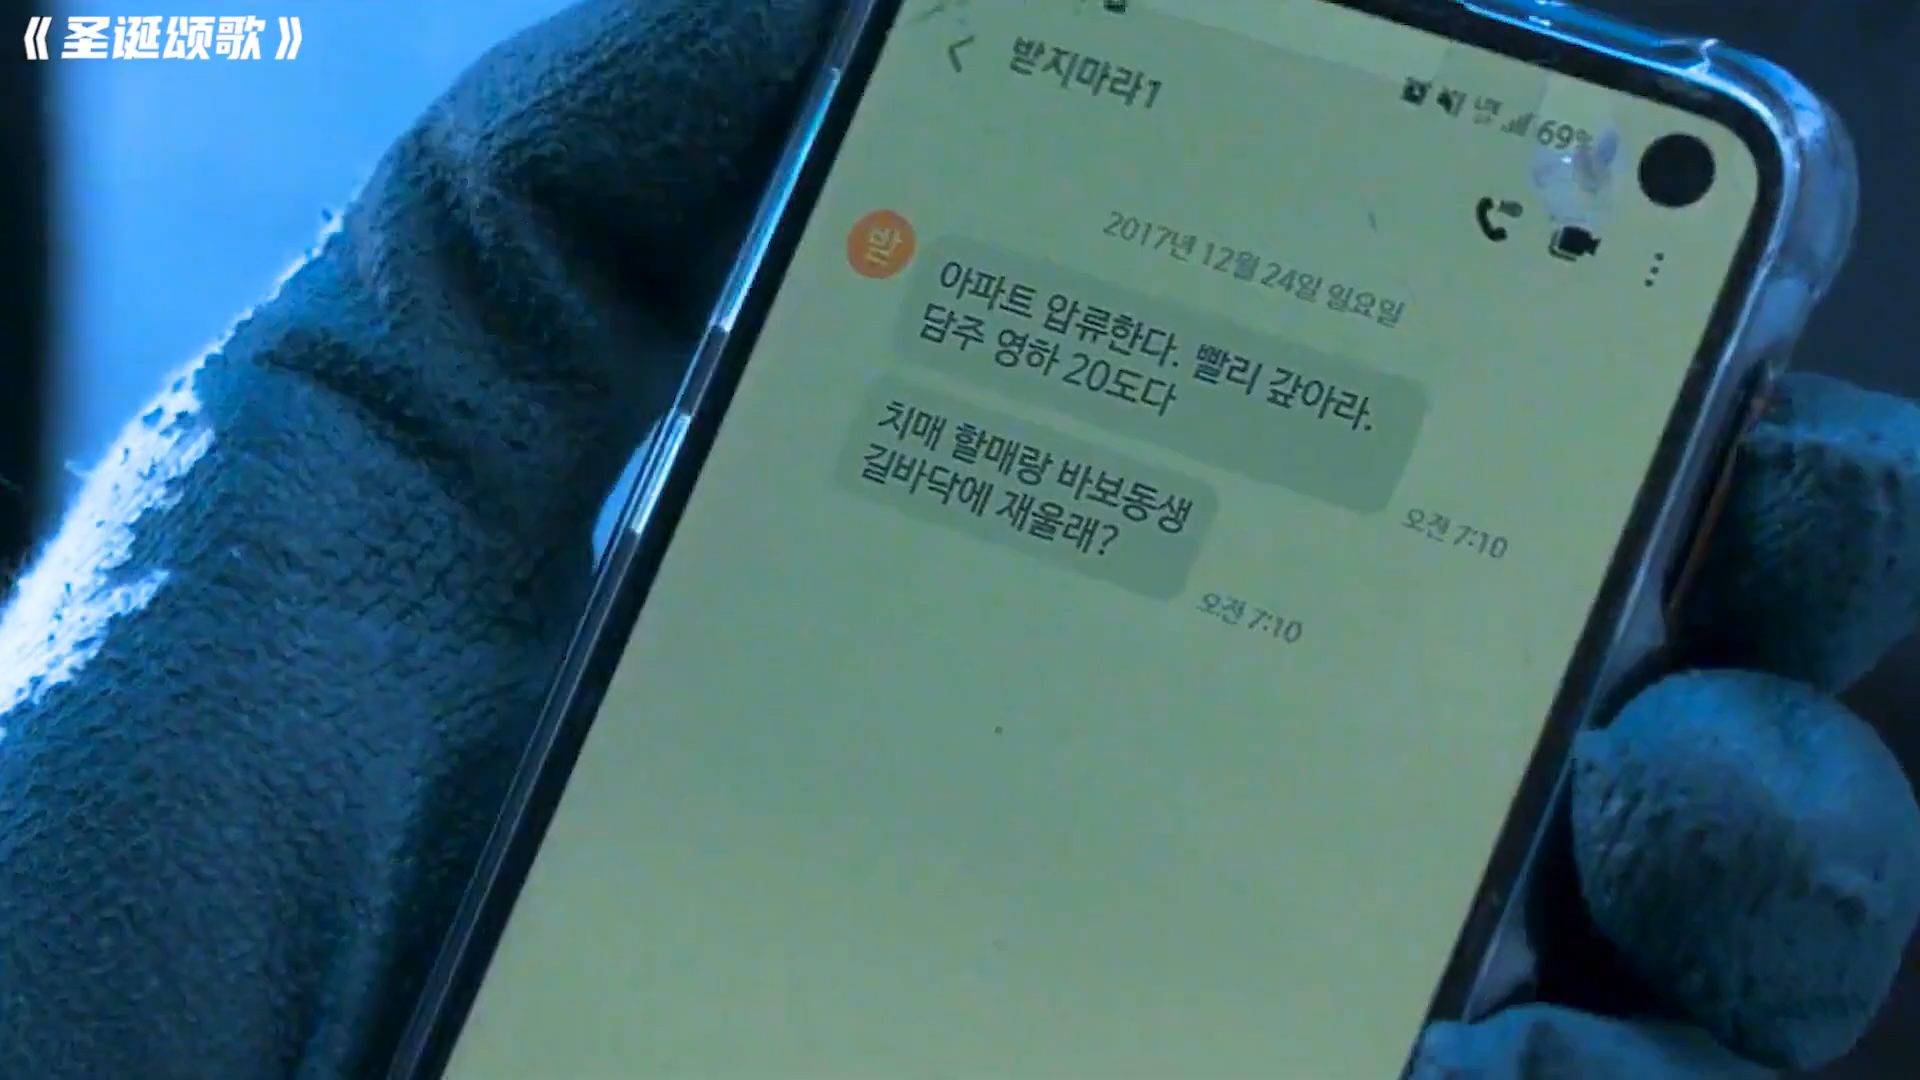 《圣诞颂歌》
받지마라1
69%
2017년 12월 24일 일요일
받
아파트 압류한다. 빨리 갚아라.
담주 영하 20도다
오전 7:10
치매 할매랑 바보동생
길바닥에 재울래?
오전 7:10